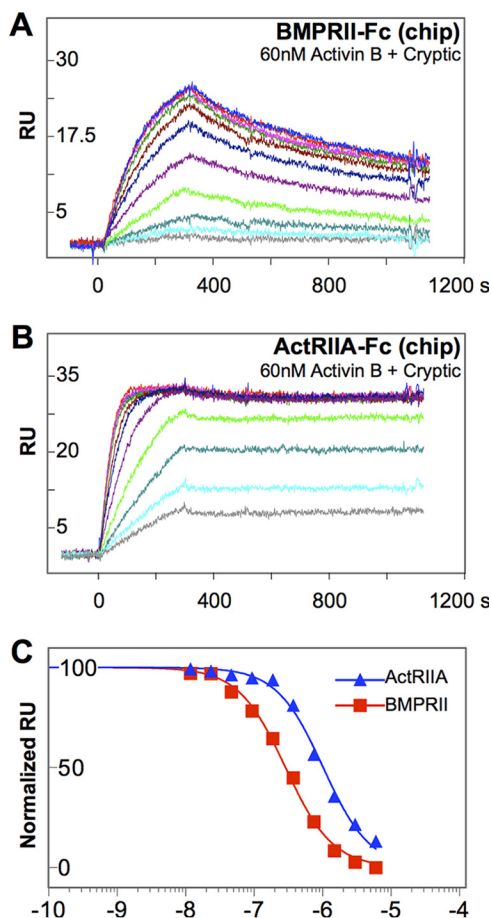 A
BMPRII-Fc (chip)
60nM Activin B + Cryptic
30
17.5
5
RU
0 400 800 1200 s
B
ActRIIA-Fc (chip)
60nM Activin B + Cryptic
35
20
5
RU
0 400 800 1200 s
C
100
50
0
Normalized RU
ActRIIA
BMPRII
-10 -9 -8 -7 -6 -5 -4